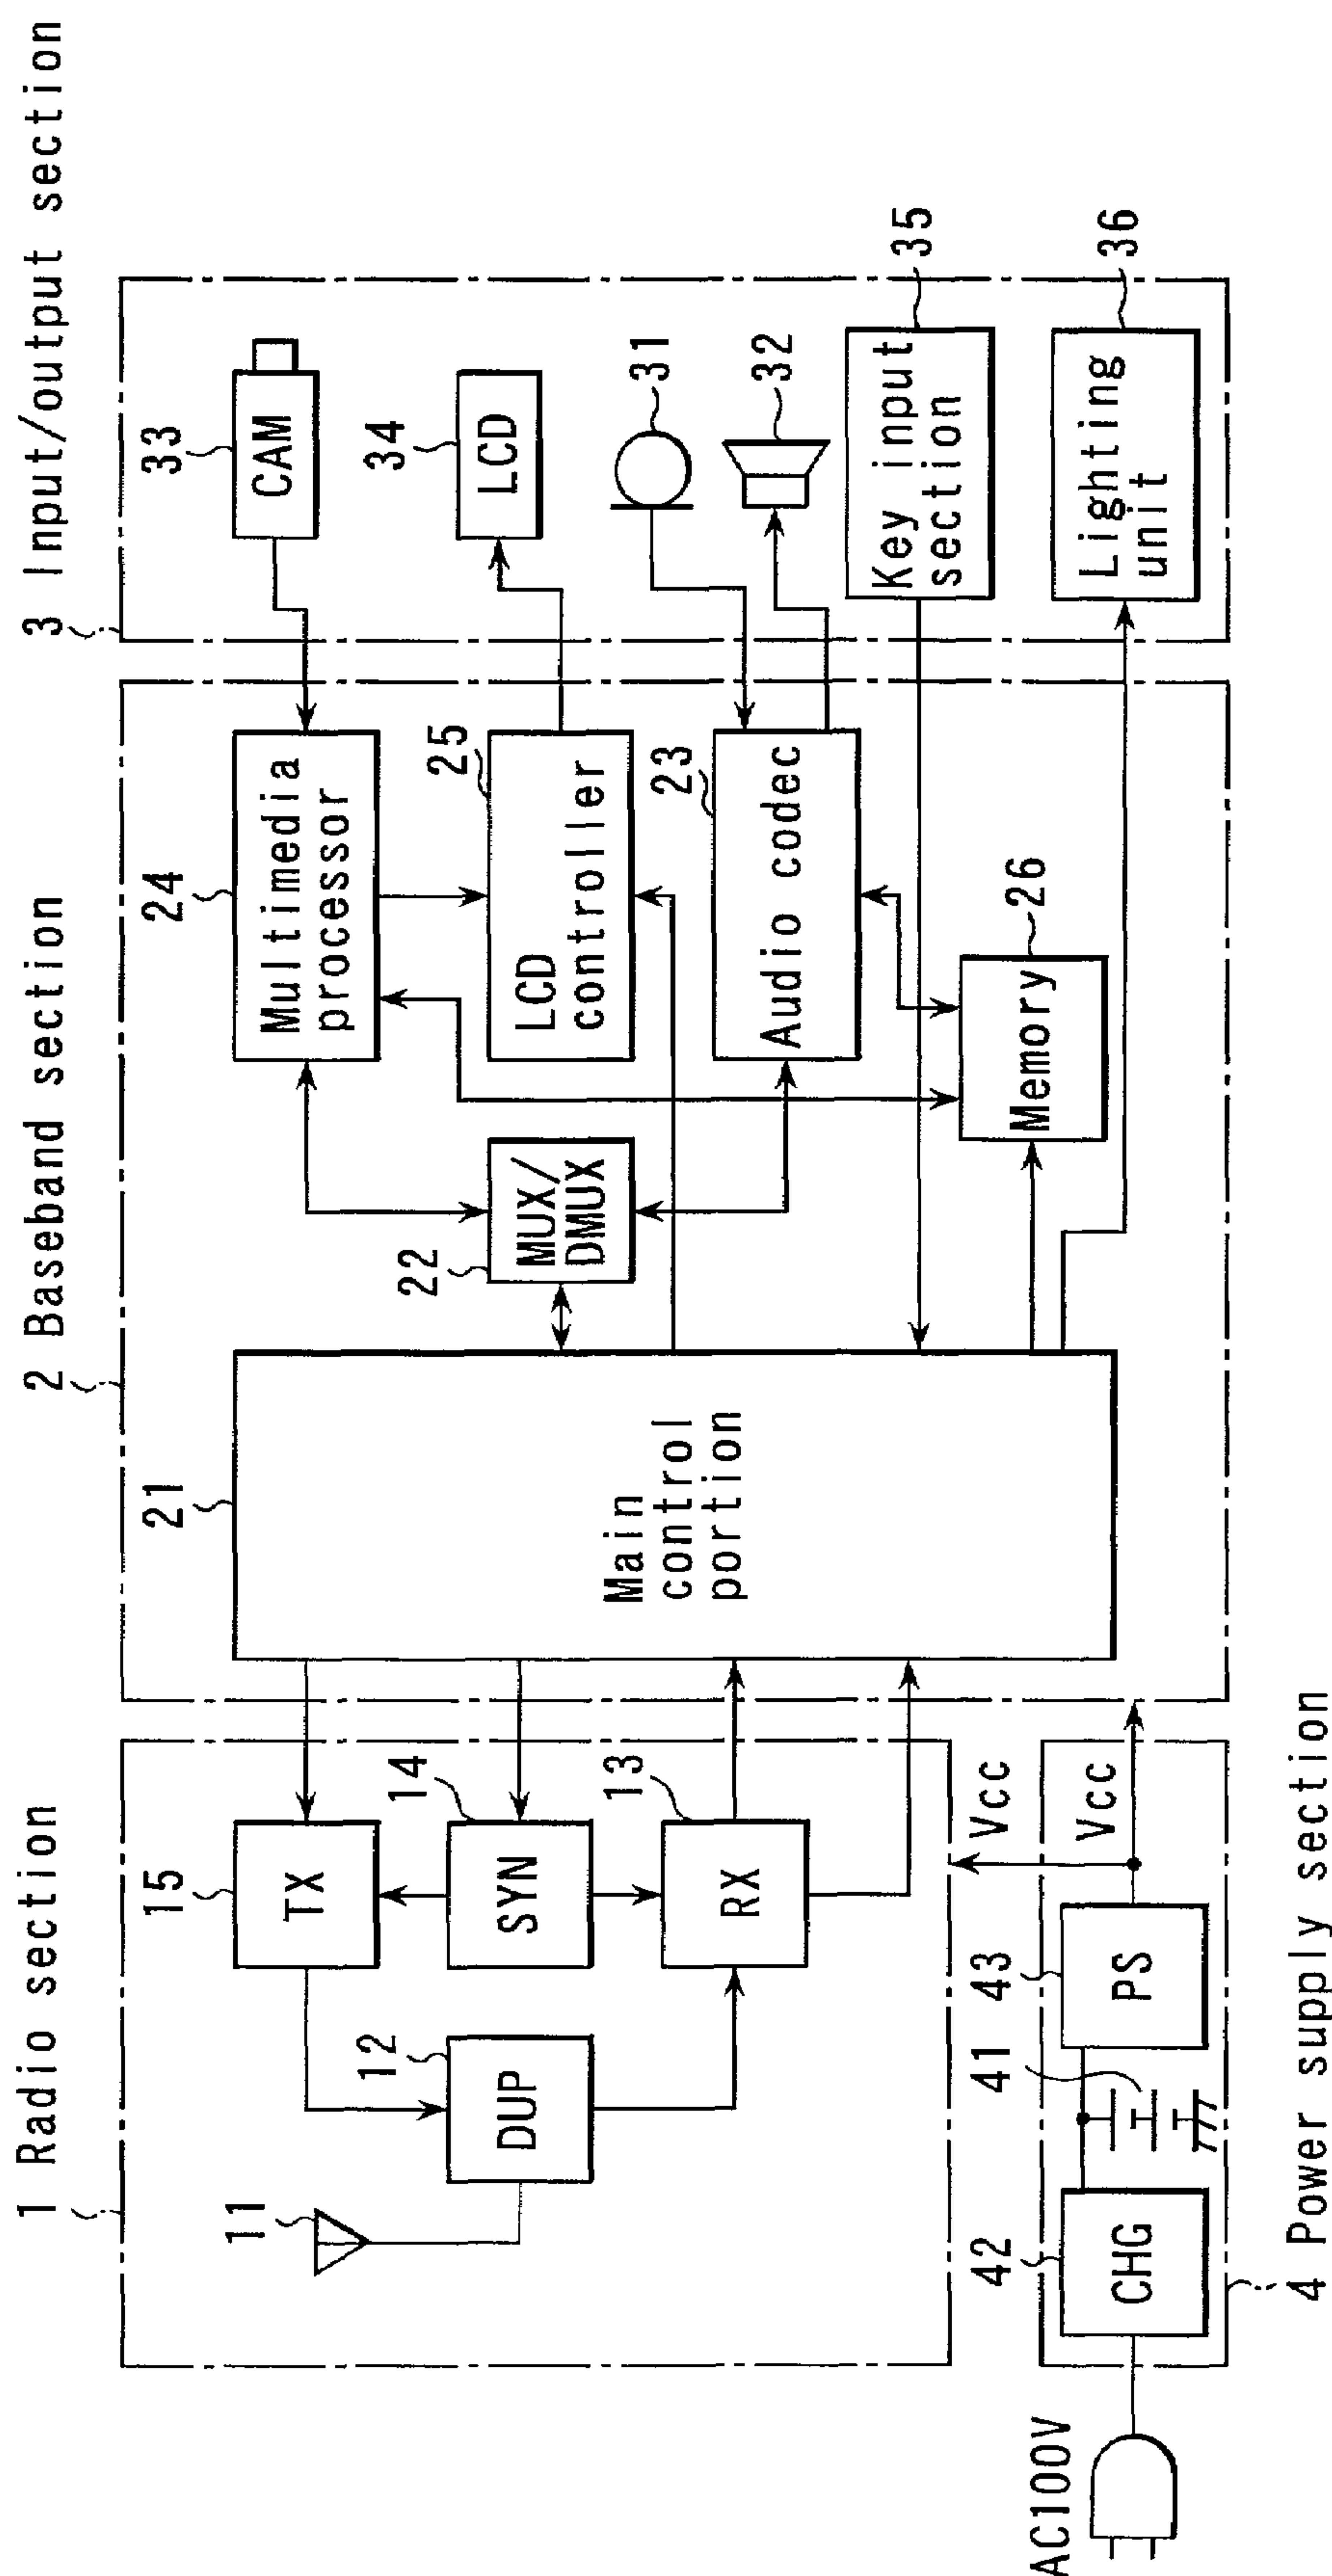 1 Radio section
11
12
DUP
15
TX
14
SYN
13
RX
2 Baseband section
21
Main
control
portion
22
MUX/
DMUX
24
Multimedia
processor
25
LCD
controller
23
Audio codec
26
Memory
3 Input/output section
33
CAM
34
LCD
31
32
35
Key input
section
36
Lighting
unit
AC100V
42
CHG
41
43
PS
Vcc
Vcc
4 Power supply section